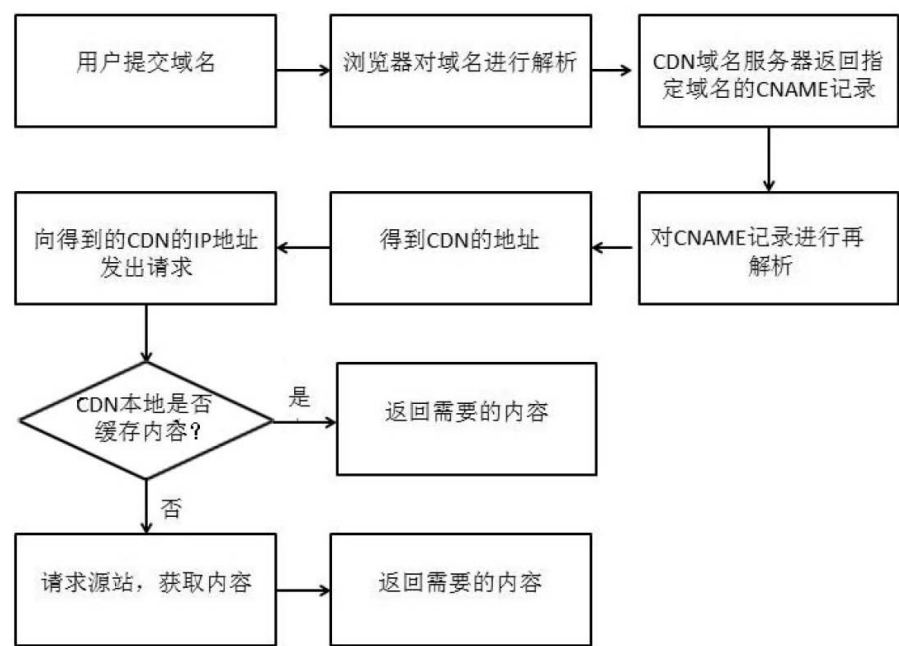 用户提交域名
浏览器对域名进行解析
CDN域名服务器返回指
定域名的CNAME记录
向得到的CDN的IP地址
发出请求
得到CDN的地址
对CNAME记录进行再
解析
CDN本地是否
缓存内容?
是
返回需要的内容
否
请求源站，获取内容
返回需要的内容